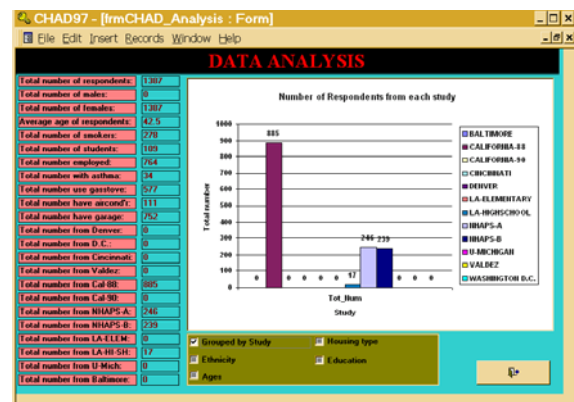 CHAD97 - [frmCHAD_Analysis : Form]
File Edit Insert Records Window Help
DATA ANALYSIS
Total number of respondents: 1387
Total number of males: 0
Total number of females: 1387
Average age of respondents: 42.5
Total number of smokers: 278
Total number of students: 109
Total number employed: 764
Total number with asthma: 34
Total number use gasstove: 577
Total number have aircond'r: 111
Total number have garage: 752
Total number from Denver: 0
Total number from D.C.: 0
Total number from Cincinnati: 0
Total number from Valdez: 0
Total number from Cal-88: 885
Total number from Cal-90: 0
Total number from NHAPS-A: 246
Total number from NHAPS-B: 239
Total number from LA-ELEM: 0
Total number from LA-HI-SH: 17
Total number from U-Mich: 0
Total number from Baltimore: 0
Number of Respondents from each study
Total number
1000
900
800
700
600
500
400
300
200
100
0
0 885 0 0 0 0 17 246 239 0 0 0
Tot_Num
Study
BALTIMORE
CALIFORNIA-88
CALIFORNIA-90
CINCINNATI
DENVER
LA-ELEMENTARY
LA-HIGHSCHOOL
NHAPS-A
NHAPS-B
U-MICHIGAN
VALDEZ
WASHINGTON D.C.
Grouped by Study
Housing type
Ethnicity
Education
Ages